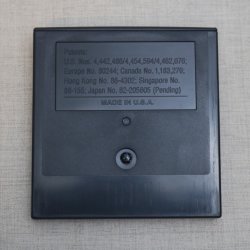 Patents:
U.S. Nos. 4,442,486/4,454,594/4,462,076;
Europe No. 80244; Canada No. 1,183,276;
Hong Kong No. 86-4302; Singapore No.
88-155; Japan No. 82-205605 (Pending)
MADE IN U.S.A.